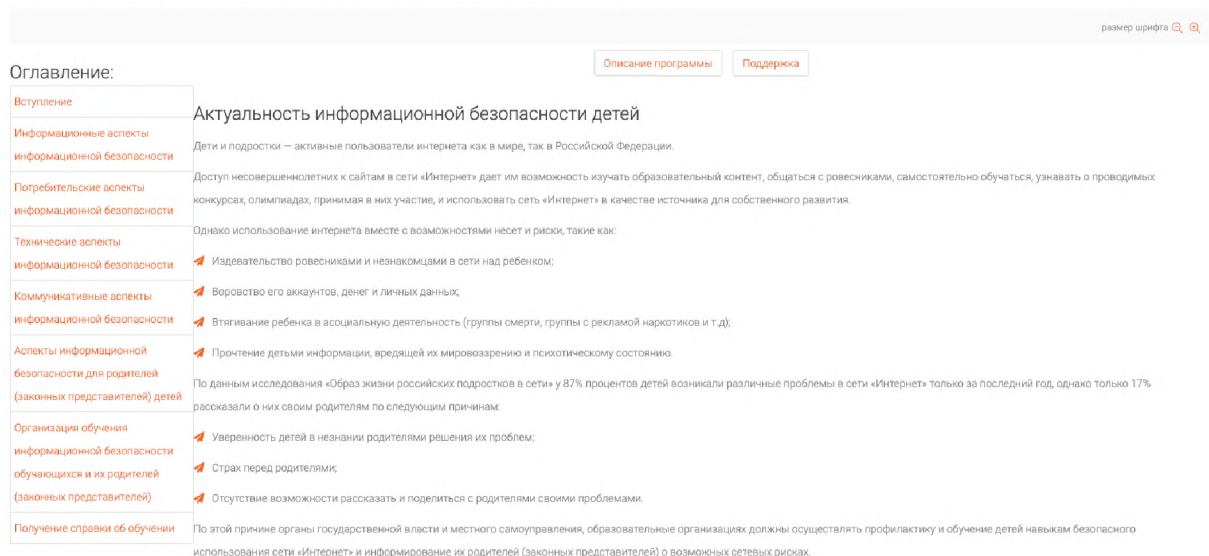 размер шрифта
Описание программы
Поддержка
Оглавление:
Вступление
Информационные аспекты
информационной безопасности
Потребительские аспекты
информационной безопасности
Технические аспекты
информационной безопасности
Коммуникативные аспекты
информационной безопасности
Аспекты информационной
безопасности для родителей
(законных представителей) детей
Организация обучения
информационной безопасности
обучающихся и их родителей
(законных представителей)
Получение справки об обучении
Актуальность информационной безопасности детей
Дети и подростки — активные пользователи интернета как в мире, так в Российской Федерации.
Доступ несовершеннолетних к сайтам в сети «Интернет» дает им возможность изучать образовательный контент, общаться с ровесниками, самостоятельно обучаться, узнавать о проводимых
конкурсах, олимпиадах, принимая в них участие, и использовать сеть «Интернет» в качестве источника для собственного развития.
Однако использование интернета вместе с возможностями несет и риски, такие как:
Издевательство ровесниками и незнакомцами в сети над ребенком;
Воровство его аккаунтов, денег и личных данных;
Втягивание ребенка в асоциальную деятельность (группы смерти, группы с рекламой наркотиков и т.д);
Прочтение детьми информации, вредящей их мировоззрению и психотическому состоянию.
По данным исследования «Образ жизни российских подростков в сети» у 87% процентов детей возникали различные проблемы в сети «Интернет» только за последний год, однако только 17%
рассказали о них своим родителям по следующим причинам:
Уверенность детей в незнании родителями решения их проблем;
Страх перед родителями;
Отсутствие возможности рассказать и поделиться с родителями своими проблемами.
По этой причине органы государственной власти и местного самоуправления, образовательные организациях должны осуществлять профилактику и обучение детей навыкам безопасного
использования сети «Интернет» и информирование их родителей (законных представителей) о возможных сетевых рисках.